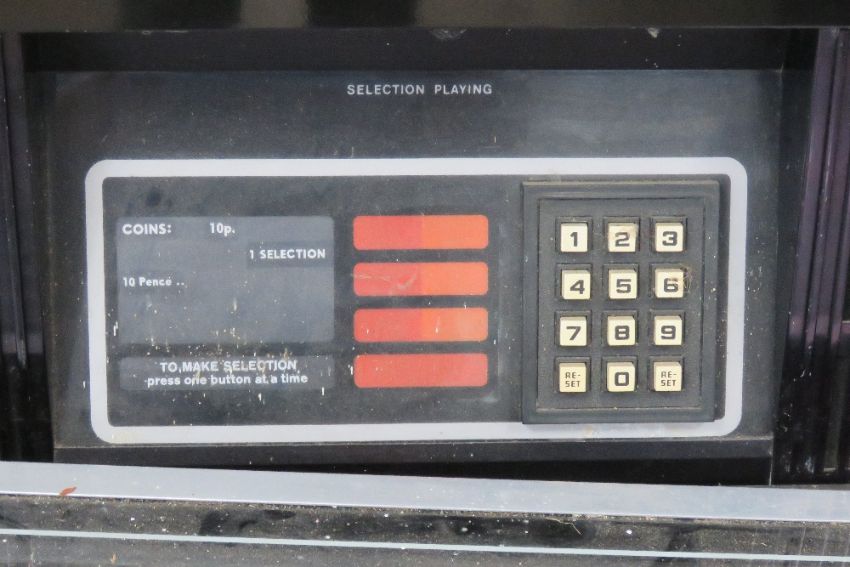 SELECTION PLAYING
COINS: 10p.
1 SELECTION
10 Pence ..
TO MAKE SELECTION
press one button at a time
1 2 3
4 5 6
7 8 9
RE-
SET
0
RE-
SET